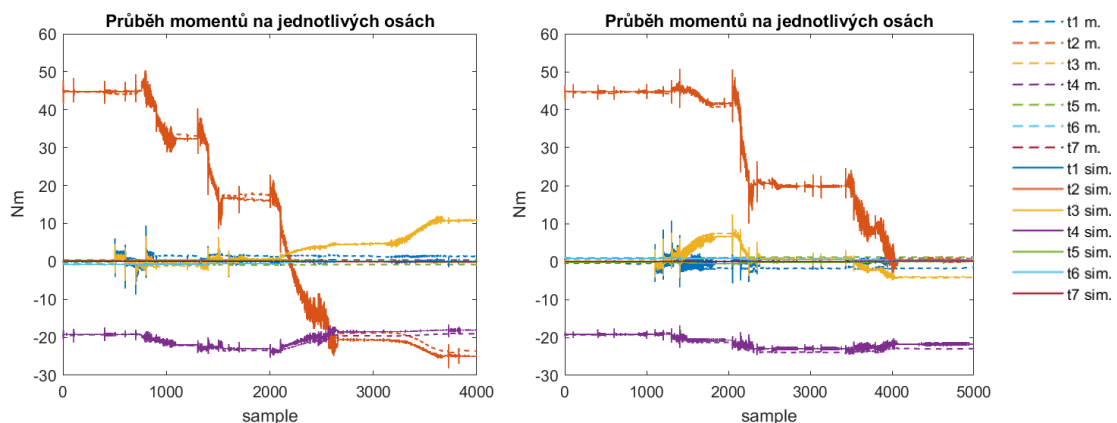 Průběh momentů na jednotlivých osách
60
50
40
30
20
10
0
-10
-20
-30
Nm
0 1000 2000 3000 4000
sample
Průběh momentů na jednotlivých osách
60
50
40
30
20
10
0
-10
-20
-30
Nm
0 1000 2000 3000 4000 5000
sample
t1 m.
t2 m.
t3 m.
t4 m.
t5 m.
t6 m.
t7 m.
t1 sim.
t2 sim.
t3 sim.
t4 sim.
t5 sim.
t6 sim.
t7 sim.